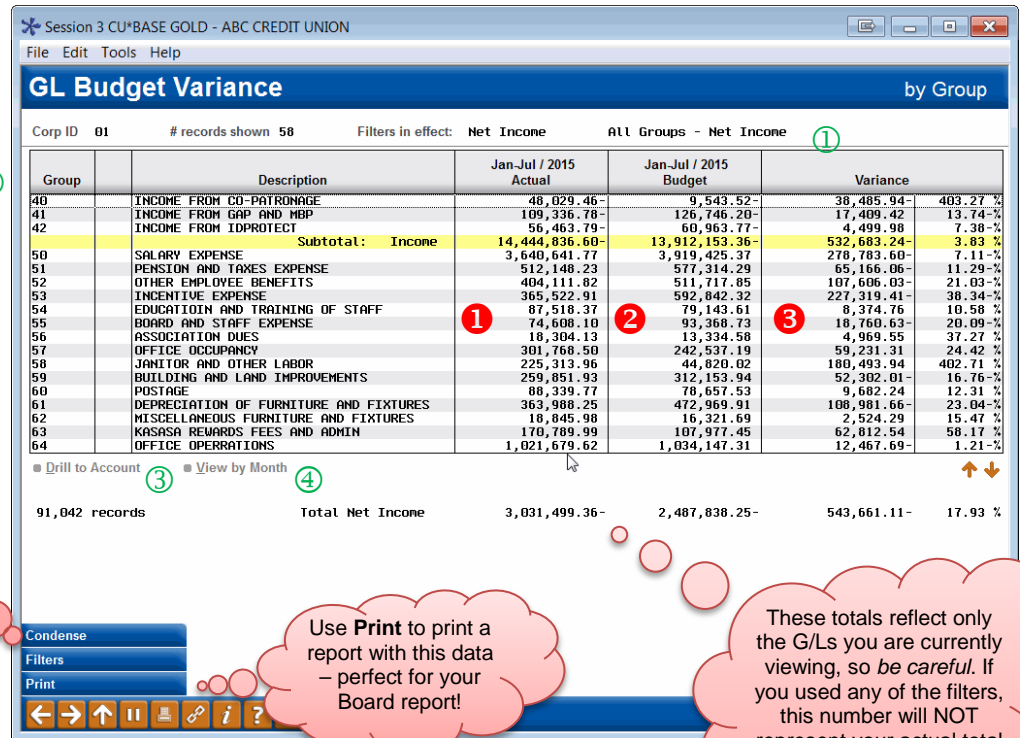 Session 3 CU*BASE GOLD - ABC CREDIT UNION
File Edit Tools Help
GL Budget Variance by Group
Corp ID 01 # records shown 58 Filters in effect: Net Income All Groups - Net Income ①
Group Description Jan-Jul / 2015 Actual Jan-Jul / 2015 Budget Variance
40 INCOME FROM CO-PATRONAGE 48,029.46- 9,543.52- 38,485.94- 403.27 %
41 INCOME FROM GAP AND MBP 109,336.78- 126,746.20- 17,409.42 13.74-%
42 INCOME FROM IDPROTECT 56,463.79- 60,963.77- 4,499.98 7.38-%
Subtotal: Income 14,444,836.60- 13,912,153.36- 532,683.24- 3.83 %
50 SALARY EXPENSE 3,640,641.77 3,919,425.37 278,783.60- 7.11-%
51 PENSION AND TAXES EXPENSE 512,148.23 577,314.29 65,166.06- 11.29-%
52 OTHER EMPLOYEE BENEFITS 404,111.82 511,717.85 107,606.03- 21.03-%
53 INCENTIVE EXPENSE 365,522.91 592,842.32 227,319.41- 38.34-%
54 EDUCATIOIN AND TRAINING OF STAFF 87,518.37 79,143.61 8,374.76 10.58 %
55 BOARD AND STAFF EXPENSE 74,608.10 93,368.73 18,760.63- 20.09-%
❶ ❷ ❸
56 ASSOCIATION DUES 18,304.13 13,334.58 4,969.55 37.27 %
57 OFFICE OCCUPANCY 301,768.50 242,537.19 59,231.31 24.42 %
58 JANITOR AND OTHER LABOR 225,313.96 44,820.02 180,493.94 402.71 %
59 BUILDING AND LAND IMPROVEMENTS 259,851.93 312,153.94 52,302.01- 16.76-%
60 POSTAGE 88,339.77 78,657.53 9,682.24 12.31 %
61 DEPRECIATION OF FURNITURE AND FIXTURES 363,988.25 472,969.91 108,981.66- 23.04-%
62 MISCELLANEOUS FURNITURE AND FIXTURES 18,845.98 16,321.69 2,524.29 15.47 %
63 KASASA REWARDS FEES AND ADMIN 170,789.99 107,977.45 62,812.54 58.17 %
64 OFFICE OPERRATIONS 1,021,679.62 1,034,147.31 12,467.69- 1.21-%
Drill to Account ③ View by Month ④
91,042 records Total Net Income 3,031,499.36- 2,487,838.25- 543,661.11- 17.93 %
Condense
Filters
Print
Use Print to print a
report with this data
– perfect for your
Board report!
These totals reflect only
the G/Ls you are currently
viewing, so be careful. If
you used any of the filters,
this number will NOT
represent your actual total